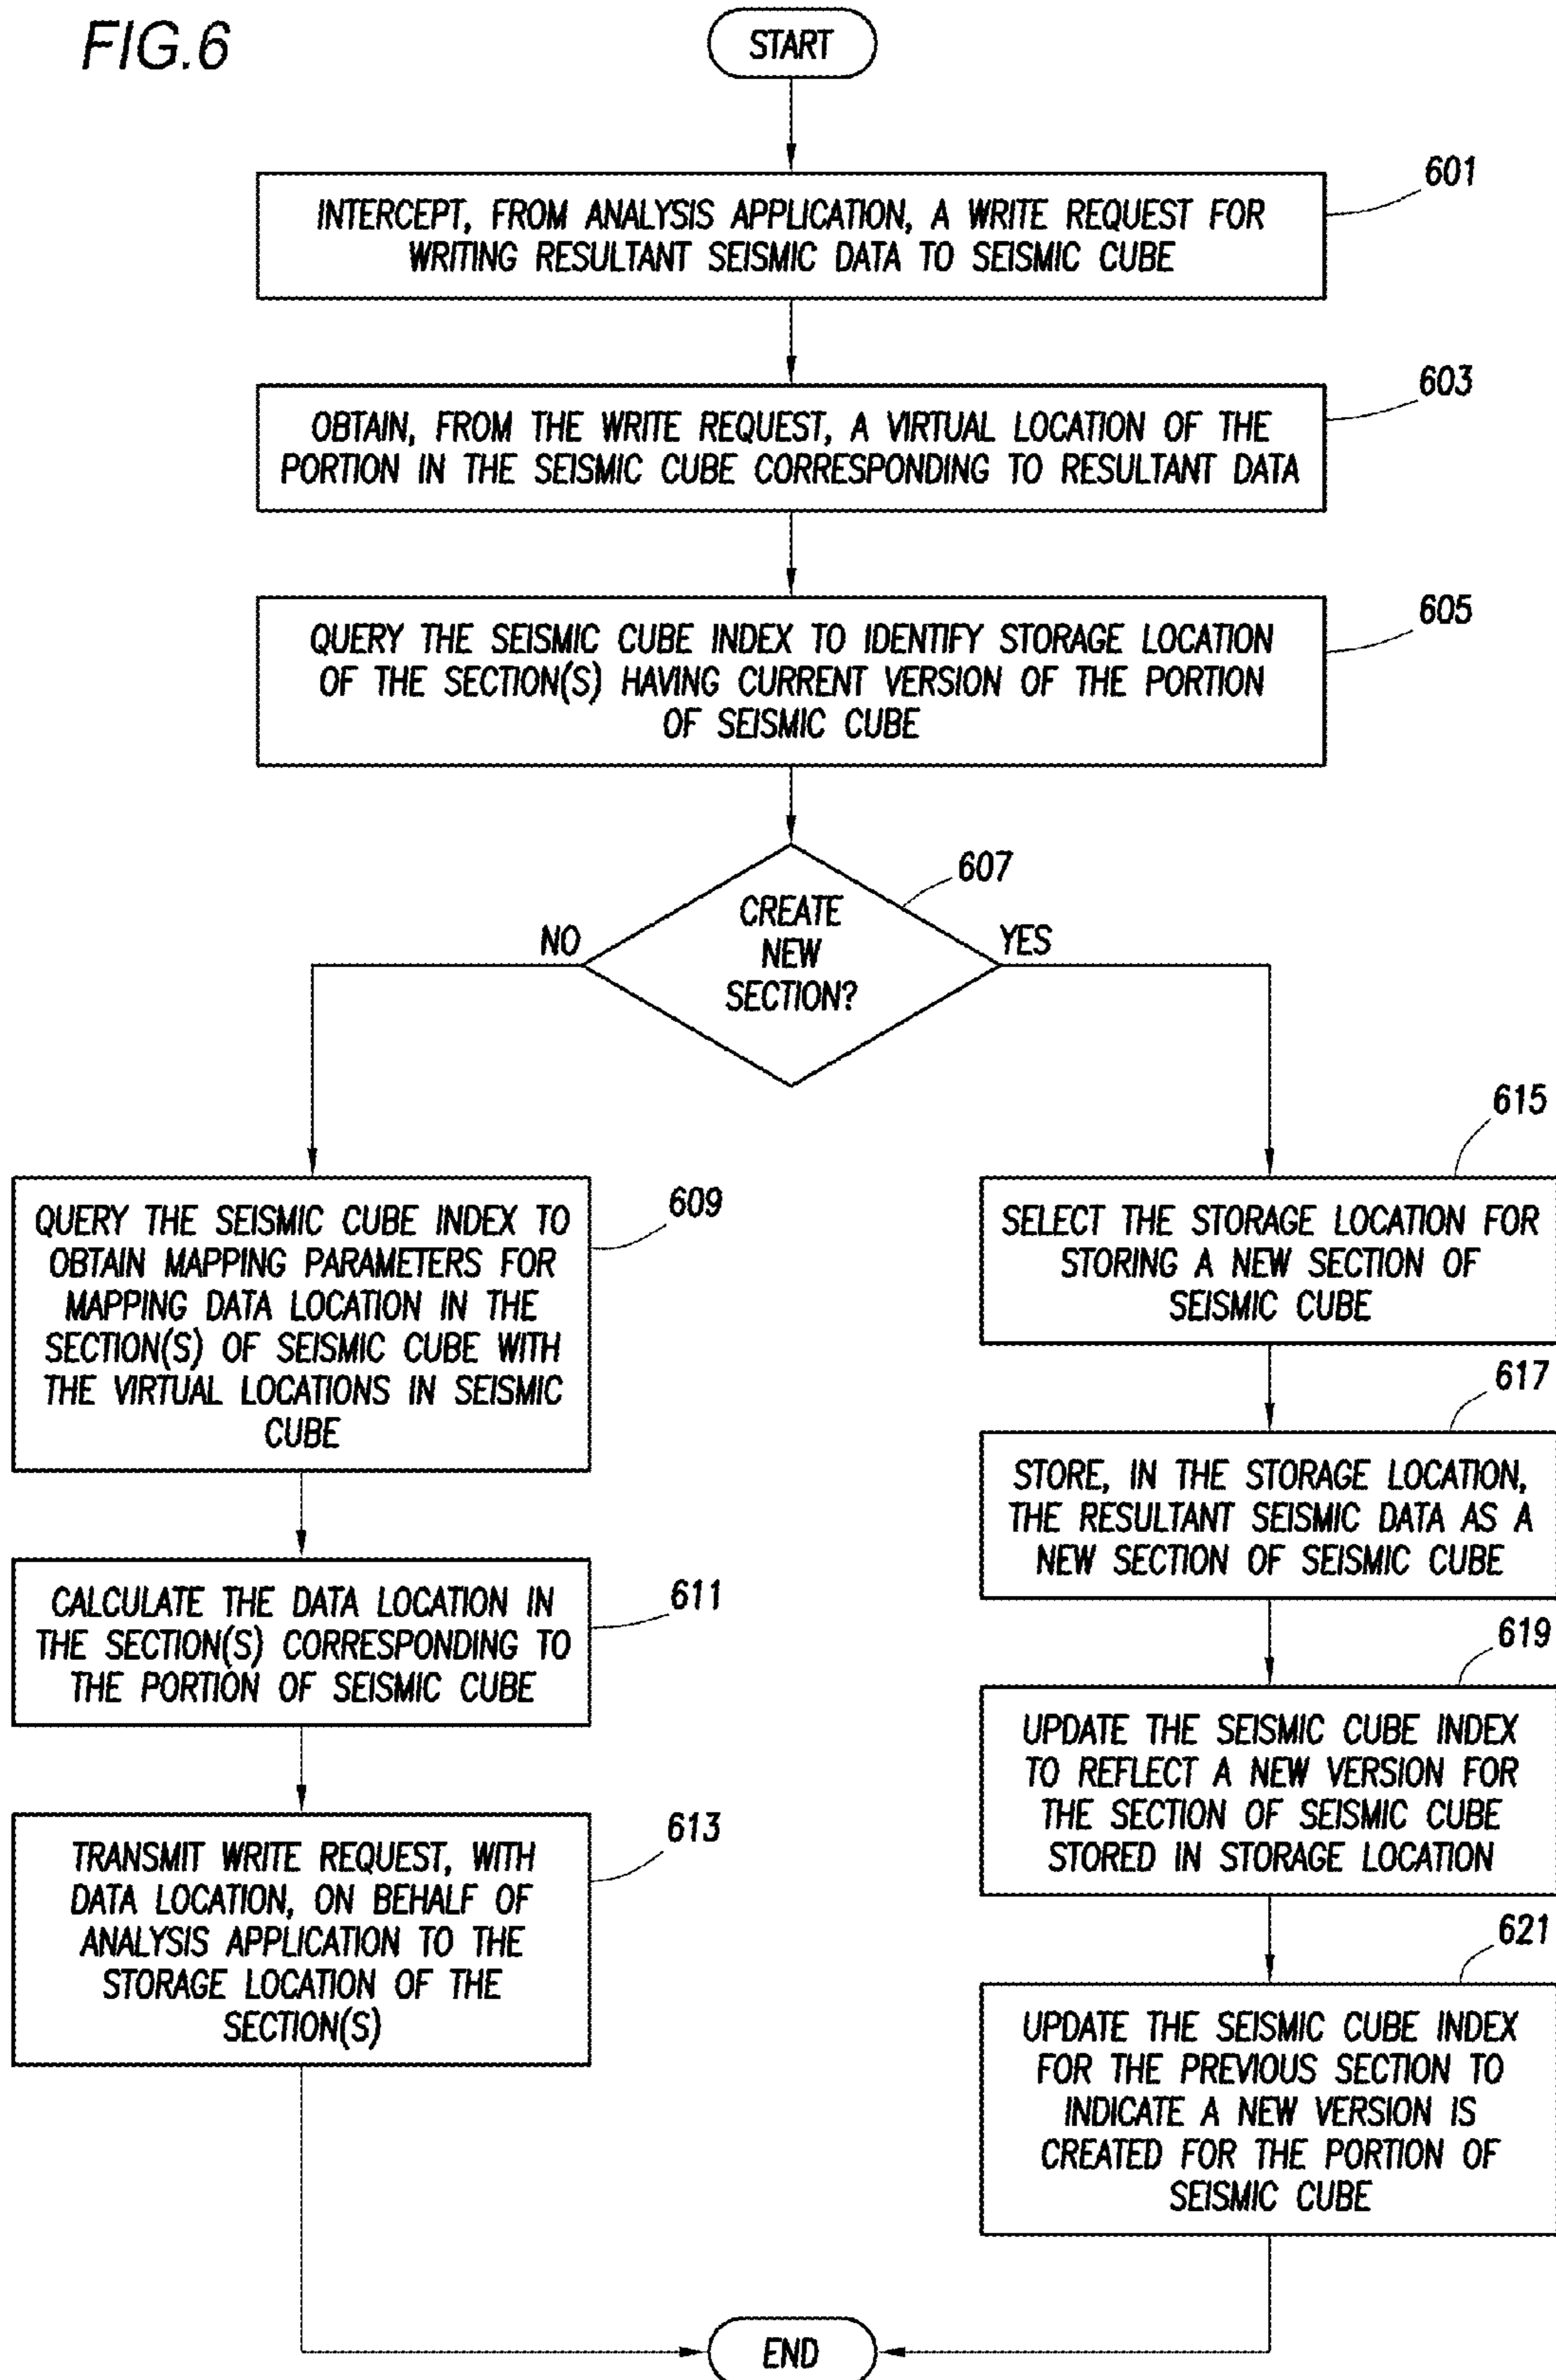 FIG.6
START
601
INTERCEPT, FROM ANALYSIS APPLICATION, A WRITE REQUEST FOR
WRITING RESULTANT SEISMIC DATA TO SEISMIC CUBE
603
OBTAIN, FROM THE WRITE REQUEST, A VIRTUAL LOCATION OF THE
PORTION IN THE SEISMIC CUBE CORRESPONDING TO RESULTANT DATA
605
QUERY THE SEISMIC CUBE INDEX TO IDENTIFY STORAGE LOCATION
OF THE SECTION(S) HAVING CURRENT VERSION OF THE PORTION
OF SEISMIC CUBE
607
CREATE
NEW
SECTION?
NO
YES
609
QUERY THE SEISMIC CUBE INDEX TO
OBTAIN MAPPING PARAMETERS FOR
MAPPING DATA LOCATION IN THE
SECTION(S) OF SEISMIC CUBE WITH
THE VIRTUAL LOCATIONS IN SEISMIC
CUBE
611
CALCULATE THE DATA LOCATION IN
THE SECTION(S) CORRESPONDING TO
THE PORTION OF SEISMIC CUBE
613
TRANSMIT WRITE REQUEST, WITH
DATA LOCATION, ON BEHALF OF
ANALYSIS APPLICATION TO THE
STORAGE LOCATION OF THE
SECTION(S)
615
SELECT THE STORAGE LOCATION FOR
STORING A NEW SECTION OF
SEISMIC CUBE
617
STORE, IN THE STORAGE LOCATION,
THE RESULTANT SEISMIC DATA AS A
NEW SECTION OF SEISMIC CUBE
619
UPDATE THE SEISMIC CUBE INDEX
TO REFLECT A NEW VERSION FOR
THE SECTION OF SEISMIC CUBE
STORED IN STORAGE LOCATION
621
UPDATE THE SEISMIC CUBE INDEX
FOR THE PREVIOUS SECTION TO
INDICATE A NEW VERSION IS
CREATED FOR THE PORTION OF
SEISMIC CUBE
END